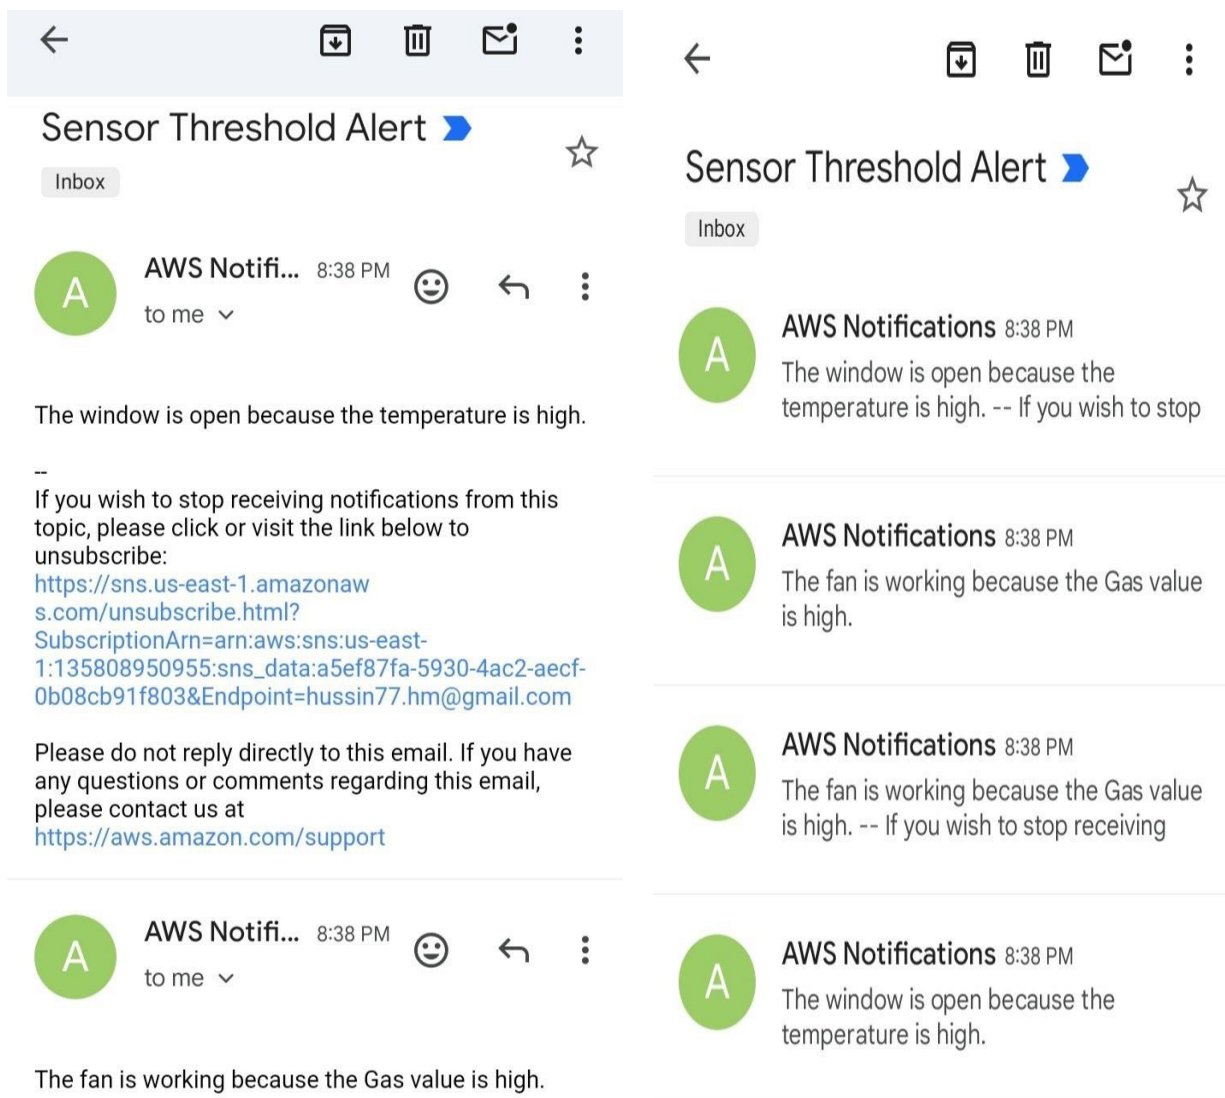 Sensor Threshold Alert
Inbox
A
AWS Notifi... 8:38 PM
to me
The window is open because the temperature is high.
--
If you wish to stop receiving notifications from this
topic, please click or visit the link below to
unsubscribe:
https://sns.us-east-1.amazonaw
s.com/unsubscribe.html?
SubscriptionArn=arn:aws:sns:us-east-
1:135808950955:sns_data:a5ef87fa-5930-4ac2-aecf-
0b08cb91f803&Endpoint=hussin77.hm@gmail.com
Please do not reply directly to this email. If you have
any questions or comments regarding this email,
please contact us at
https://aws.amazon.com/support
A
AWS Notifi... 8:38 PM
to me
The fan is working because the Gas value is high.
Sensor Threshold Alert
Inbox
A
AWS Notifications 8:38 PM
The window is open because the
temperature is high. -- If you wish to stop
A
AWS Notifications 8:38 PM
The fan is working because the Gas value
is high.
A
AWS Notifications 8:38 PM
The fan is working because the Gas value
is high. -- If you wish to stop receiving
A
AWS Notifications 8:38 PM
The window is open because the
temperature is high.